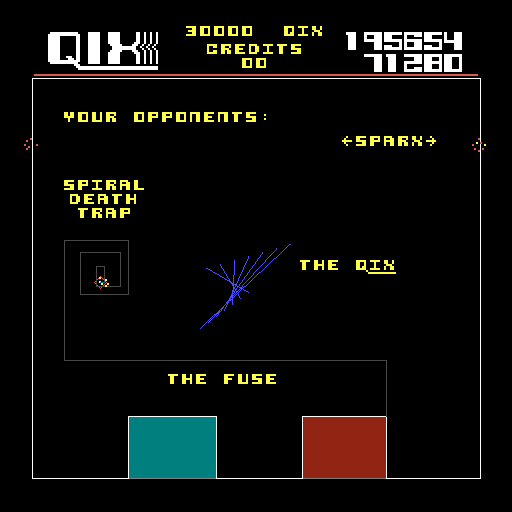 QIX
30000 QIX
CREDITS
00
195654
71280
YOUR OPPONENTS:
←SPARX→
SPIRAL
DEATH
TRAP
THE QIX
THE FUSE